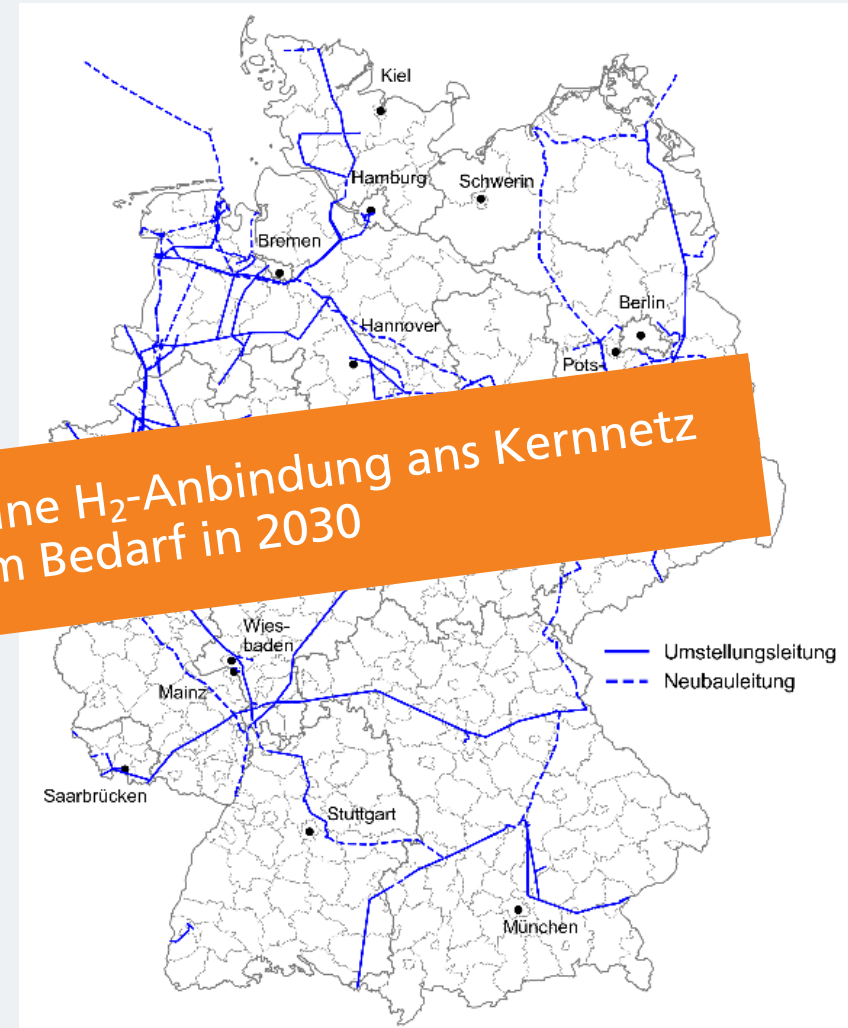 Kiel
Hamburg
Schwerin
Bremen
Berlin
Hannover
Pots-
H₂-Anbindung ans Kernnetz
Bedarf in 2030
Wies-
baden
Mainz
Umstellungsleitung
Neubauleitung
Saarbrücken
Stuttgart
München